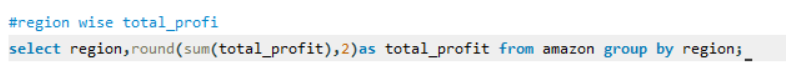 #region wise total_profi
select region,round(sum(total_profit),2)as total_profit from amazon group by region;